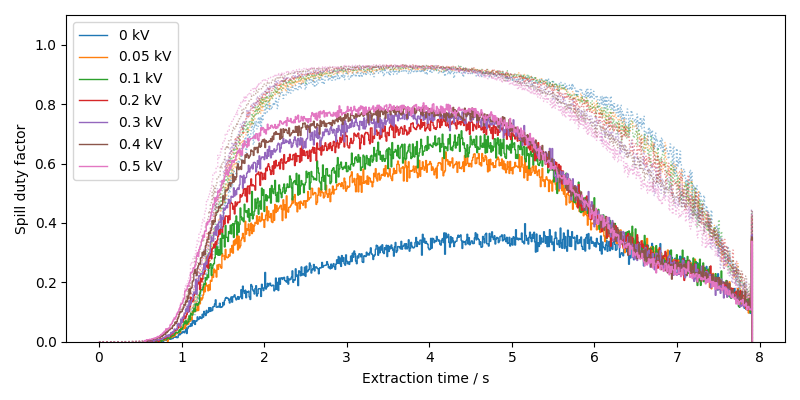 Spill duty factor
1.0
0.8
0.6
0.4
0.2
0.0
0 kV
0.05 kV
0.1 kV
0.2 kV
0.3 kV
0.4 kV
0.5 kV
0 1 2 3 4 5 6 7 8
Extraction time / s